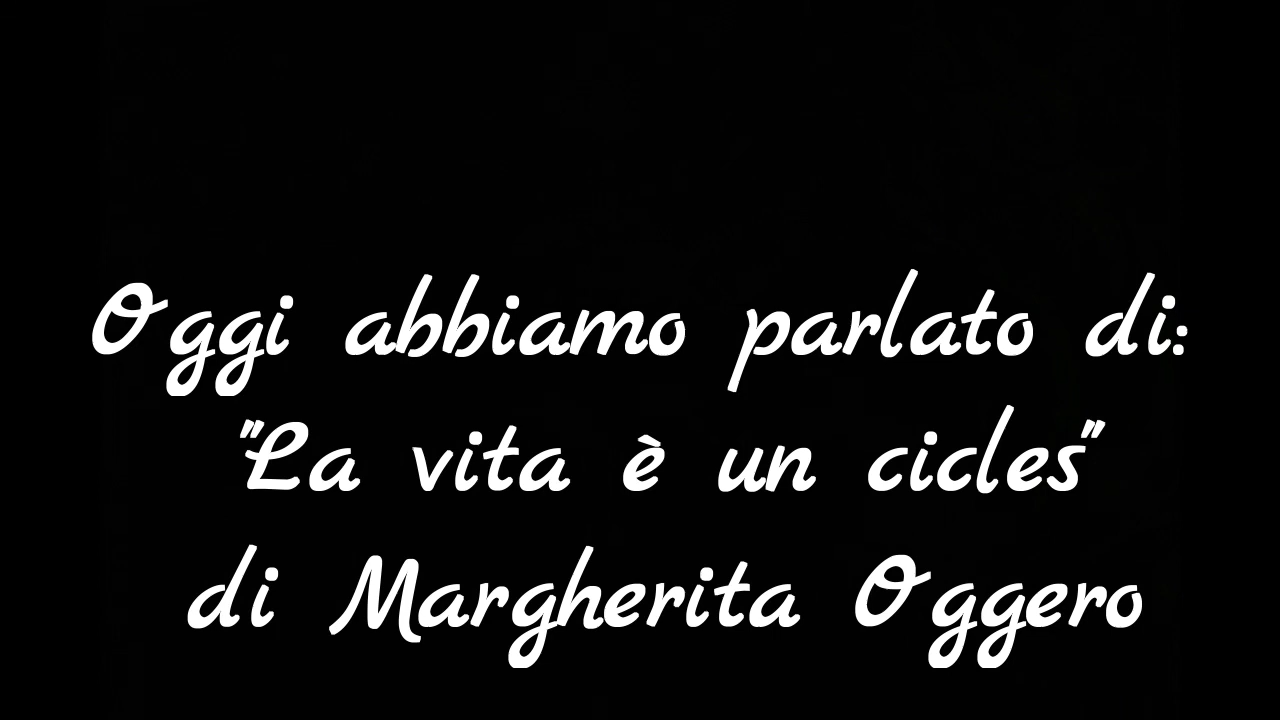 Oggi abbiamo parlato di:
"La vita è un cicles"
di Margherita Oggero